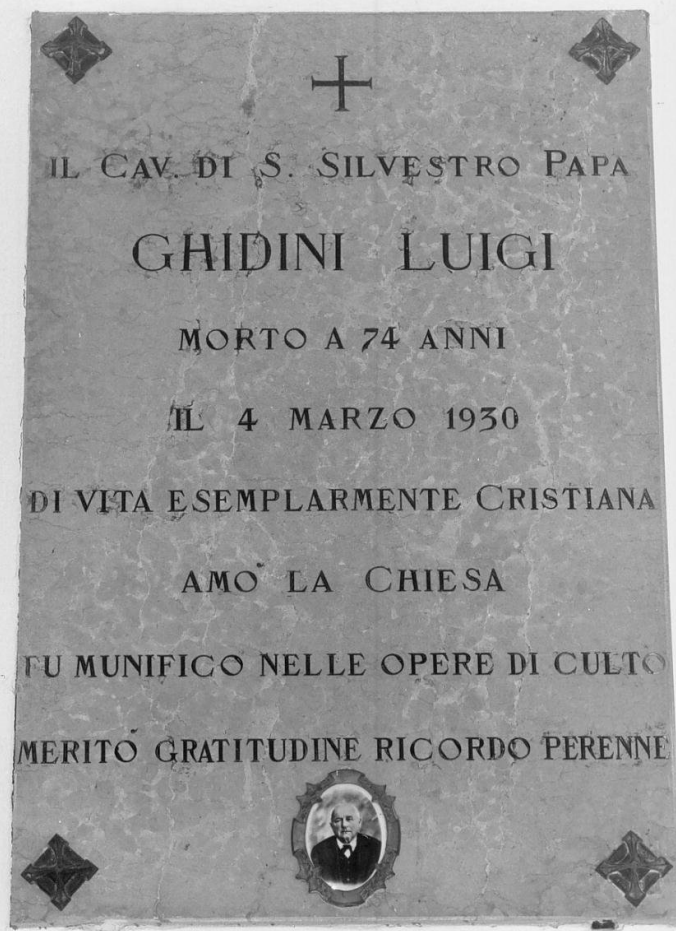 IL CAV. DI S. SILVESTRO PAPA
GHIDINI LUIGI
MORTO A 74 ANNI
IL 4 MARZO 1930
DI VITA ESEMPLARMENTE CRISTIANA
AMÒ LA CHIESA
FU MUNIFICO NELLE OPERE DI CULTO
MERITÒ GRATITUDINE RICORDO PERENNE